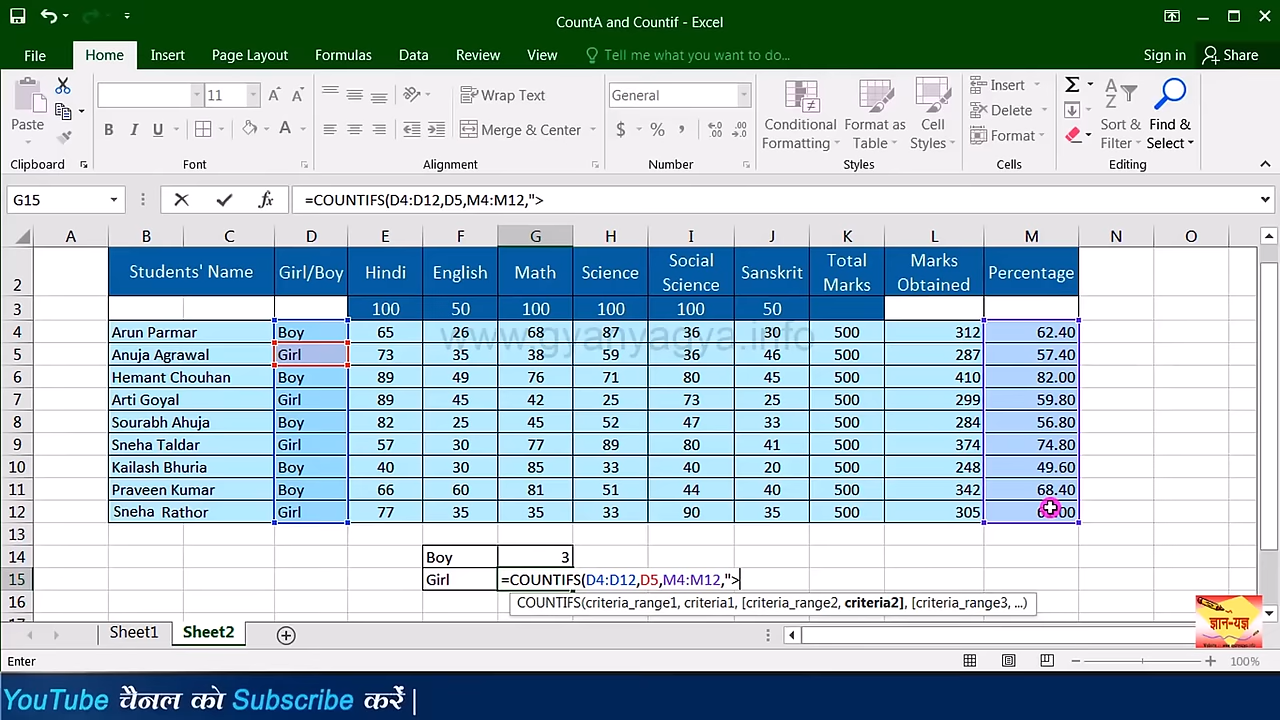 CountA and Countif - Excel
File Home Insert Page Layout Formulas Data Review View Tell me what you want to do... Sign in Share
Paste
Clipboard
11
B I U A
Font
Wrap Text
Merge & Center
Alignment
General
$ % ,
Number
Conditional Formatting
Format as Table
Cell Styles
Styles
Insert
Delete
Format
Cells
Sort & Filter
Find & Select
Editing
G15 fx =COUNTIFS(D4:D12,D5,M4:M12,">
A B C D E F G H I J K L M N O
2 Students' Name Girl/Boy Hindi English Math Science Social Science Sanskrit Total Marks Marks Obtained Percentage
3 100 50 100 100 100 50
4 Arun Parmar Boy 65 26 68 87 36 30 500 312 62.40
www.gyanyagya.info
5 Anuja Agrawal Girl 73 35 38 59 36 46 500 287 57.40
6 Hemant Chouhan Boy 89 49 76 71 80 45 500 410 82.00
7 Arti Goyal Girl 89 45 42 25 73 25 500 299 59.80
8 Sourabh Ahuja Boy 82 25 45 52 47 33 500 284 56.80
9 Sneha Taldar Girl 57 30 77 89 80 41 500 374 74.80
10 Kailash Bhuria Boy 40 30 85 33 40 20 500 248 49.60
11 Praveen Kumar Boy 66 60 81 51 44 40 500 342 68.40
12 Sneha Rathor Girl 77 35 35 33 90 35 500 305
13
14 Boy 3
15 Girl =COUNTIFS(D4:D12,D5,M4:M12,">
16 COUNTIFS(criteria_range1, criteria1, [criteria_range2, criteria2], [criteria_range3, ...)
Sheet1 Sheet2
ज्ञान-यज्ञ
Enter 100%
YouTube चैनल को Subscribe करें |